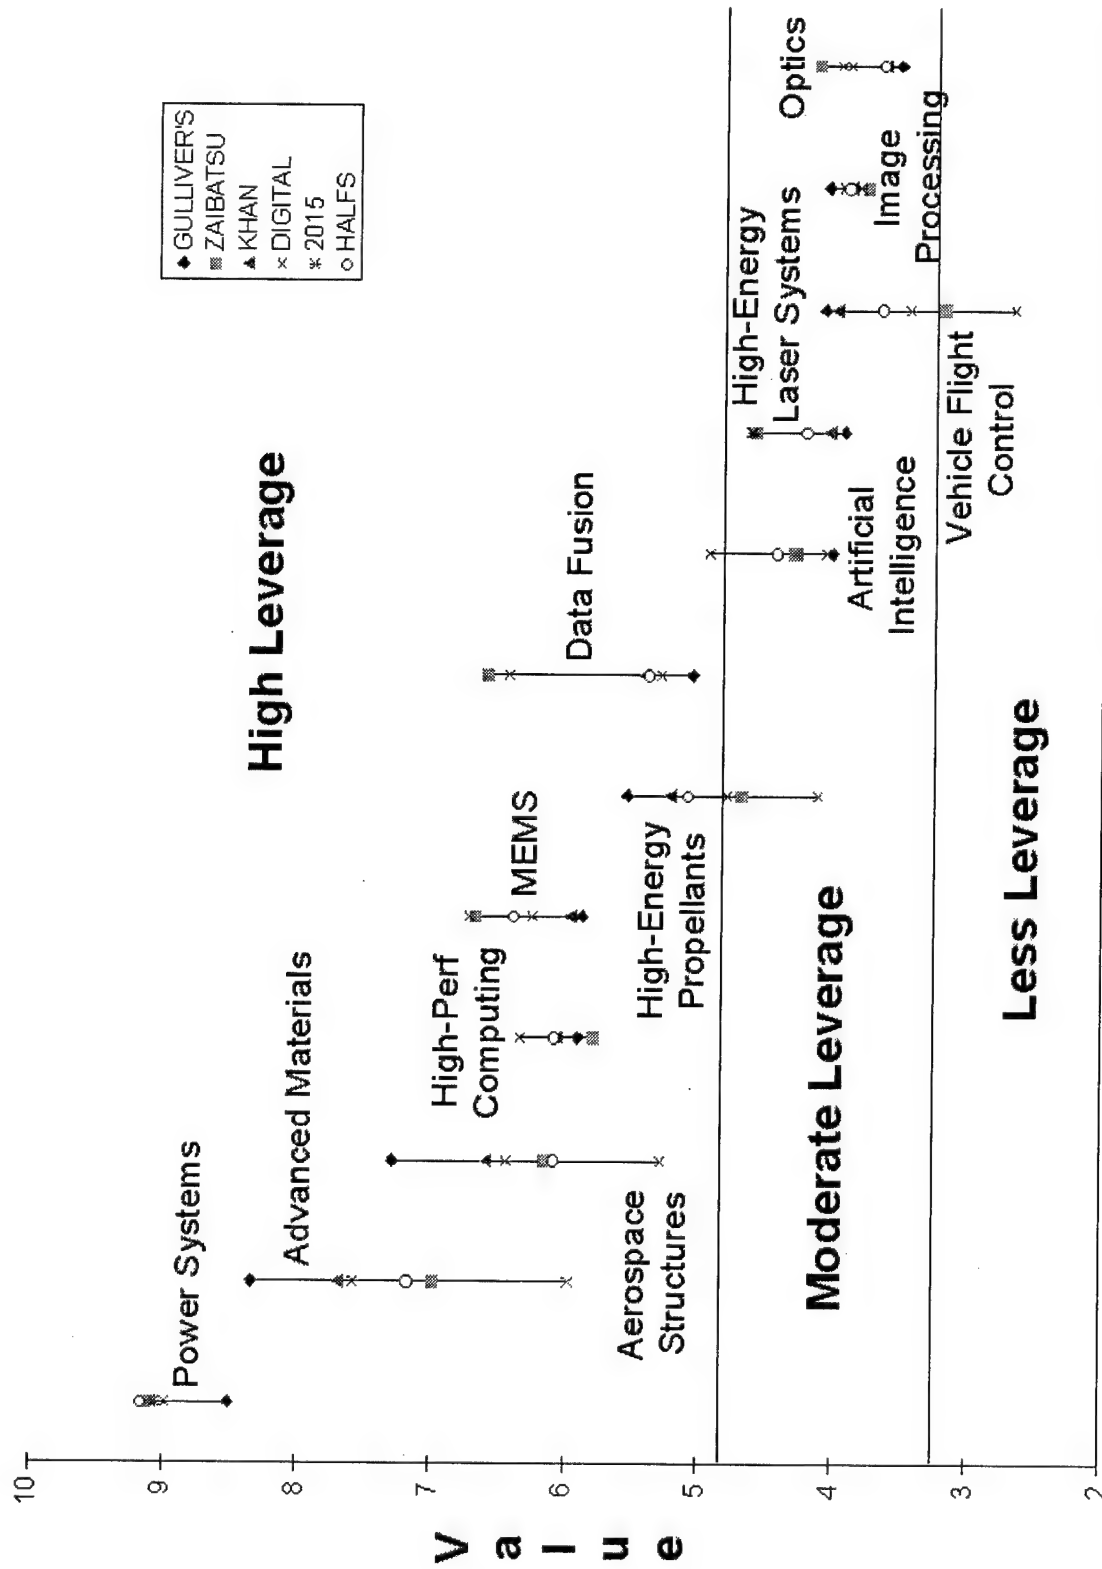 High Leverage
◆ GULLIVER'S
■ ZAIBATSU
▲ KHAN
× DIGITAL
ж 2015
○ HALFS
Power Systems
Advanced Materials
Aerospace
Structures
High-Perf
Computing
MEMS
High-Energy
Propellants
Data Fusion
Artificial
Intelligence
High-Energy
Laser Systems
Vehicle Flight
Control
Image
Processing
Optics
Moderate Leverage
Less Leverage
Value
10
9
8
7
6
5
4
3
2